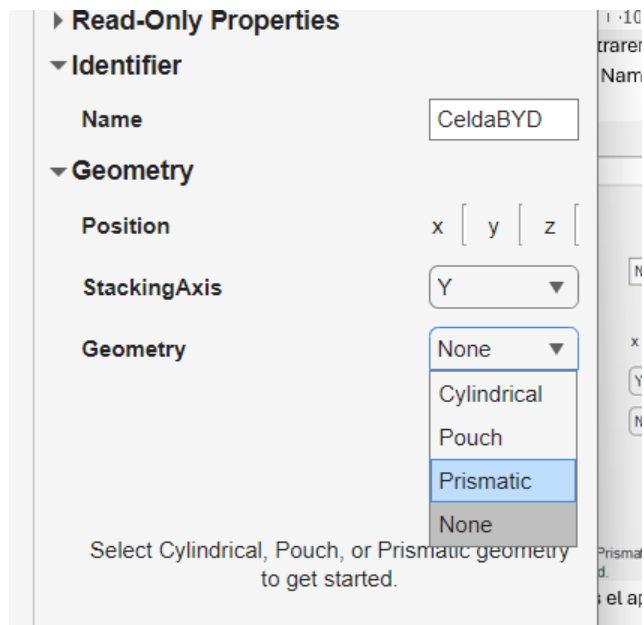 Read-Only Properties
Identifier
Name CeldaBYD
Geometry
Position x y z
StackingAxis Y
Geometry None
Cylindrical
Pouch
Prismatic
None
Select Cylindrical, Pouch, or Prismatic geometry
to get started.
x